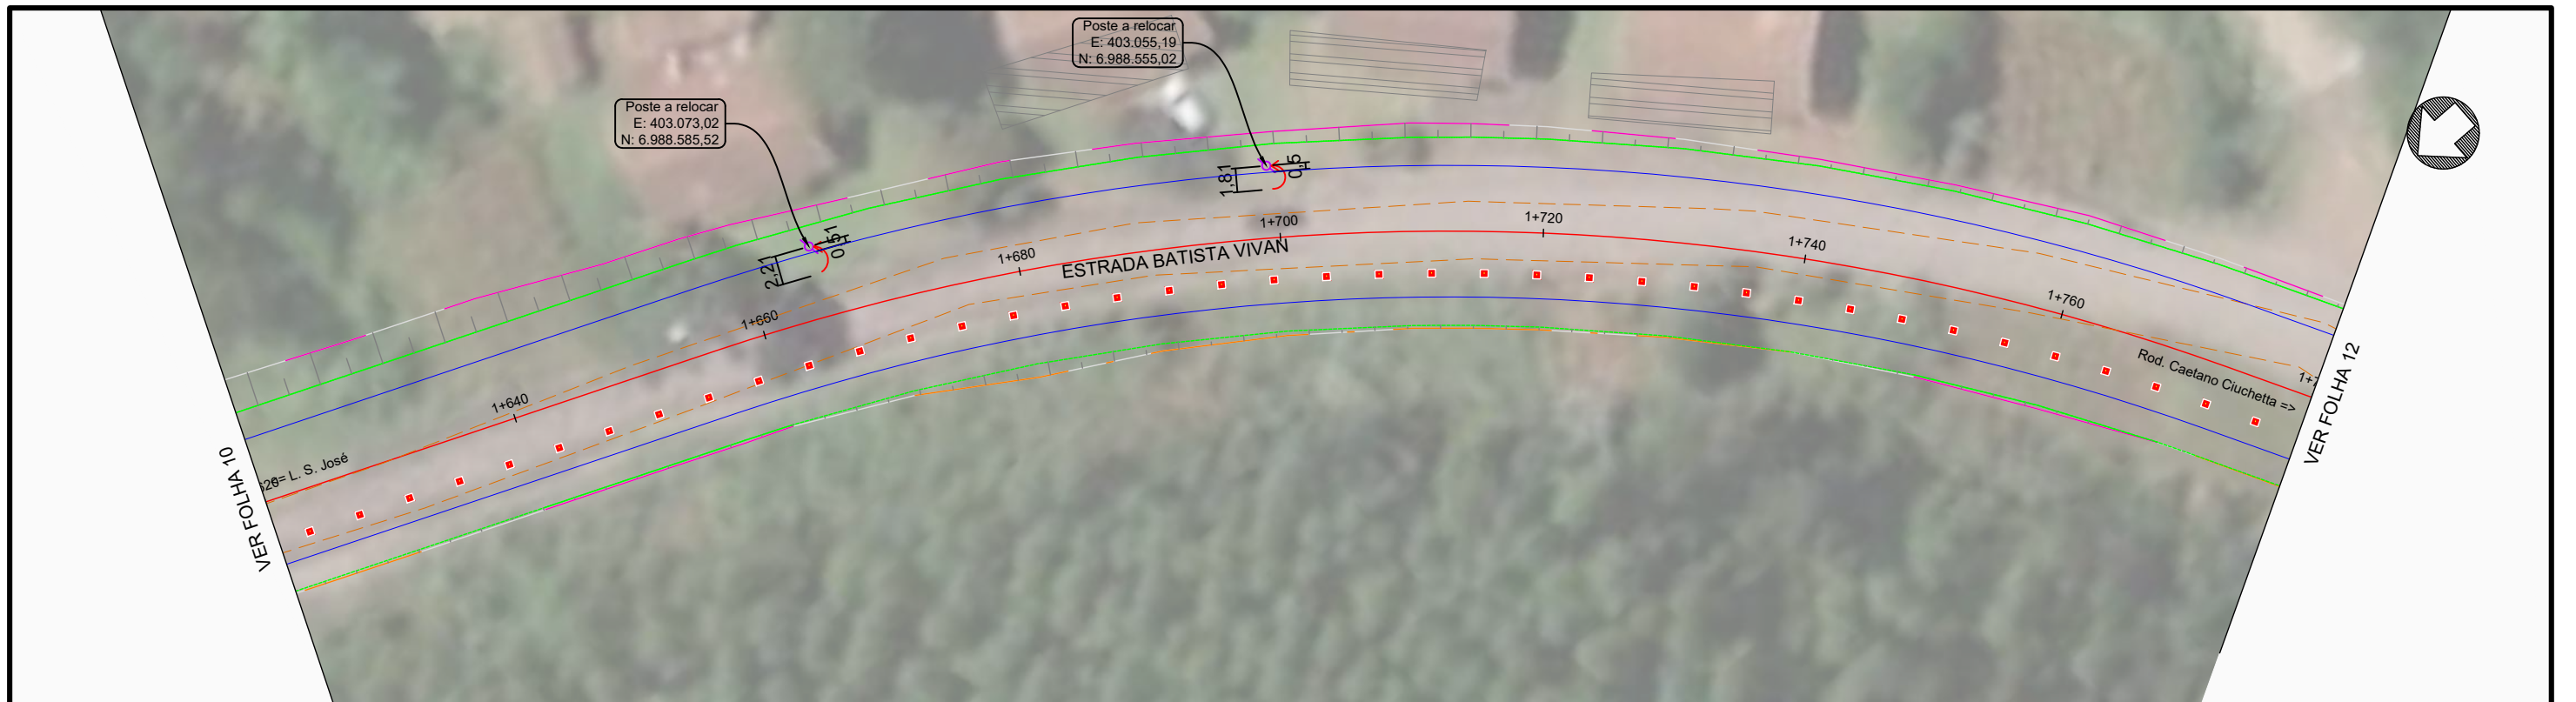 Poste a relocar
E: 403.055,19
N: 6.988.555,02
Poste a relocar
E: 403.073,02
N: 6.988.585,52
1,81
0,5
2,21
0,51
1+640
1+660
1+680
1+700
1+720
1+740
1+760
ESTRADA BATISTA VIVAN
<= L. S. José
Rod. Caetano Ciuchetta =>
VER FOLHA 10
VER FOLHA 12